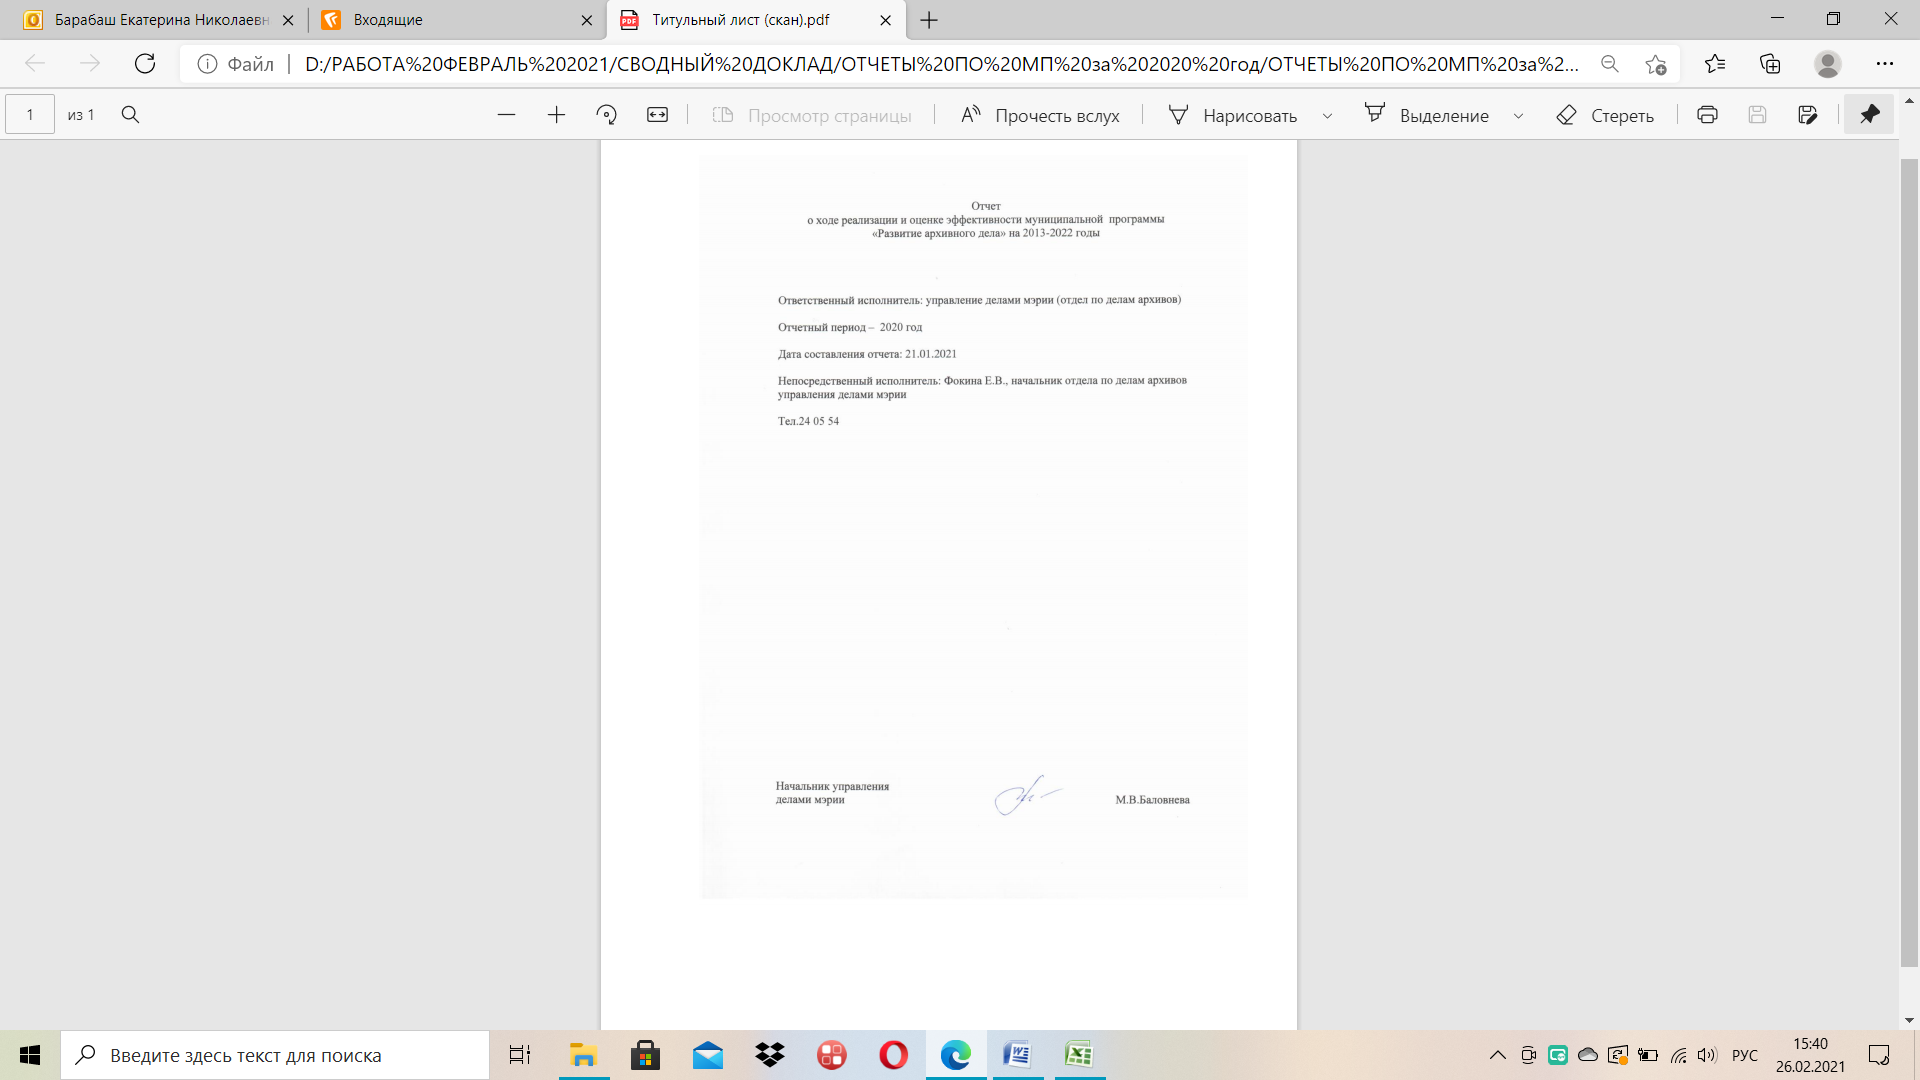 Барабаш Екатерина Николаевн
Входящие
Титульный лист (скан).pdf
Файл
D:/РАБОТА%20ФЕВРАЛЬ%202021/СВОДНЫЙ%20ДОКЛАД/ОТЧЕТЫ%20ПО%20МП%20за%202020%20год/ОТЧЕТЫ%20ПО%20МП%20за%2...
1 из 1
Просмотр страницы
Прочесть вслух
Нарисовать
Выделение
Стереть
Отчет
о ходе реализации и оценке эффективности муниципальной программы
«Развитие архивного дела» на 2013-2022 годы
Ответственный исполнитель: управление делами мэрии (отдел по делам архивов)
Отчетный период – 2020 год
Дата составления отчета: 21.01.2021
Непосредственный исполнитель: Фокина Е.В., начальник отдела по делам архивов
управления делами мэрии
Тел.24 05 54
Начальник управления
делами мэрии
М.В.Баловнева
Введите здесь текст для поиска
РУС
15:40
26.02.2021